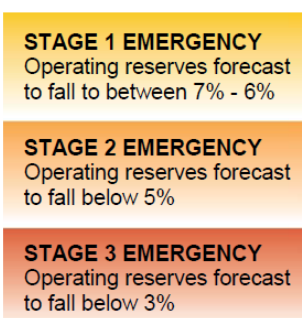 STAGE 1 EMERGENCY
Operating reserves forecast
to fall to between 7% - 6%
STAGE 2 EMERGENCY
Operating reserves forecast
to fall below 5%
STAGE 3 EMERGENCY
Operating reserves forecast
to fall below 3%